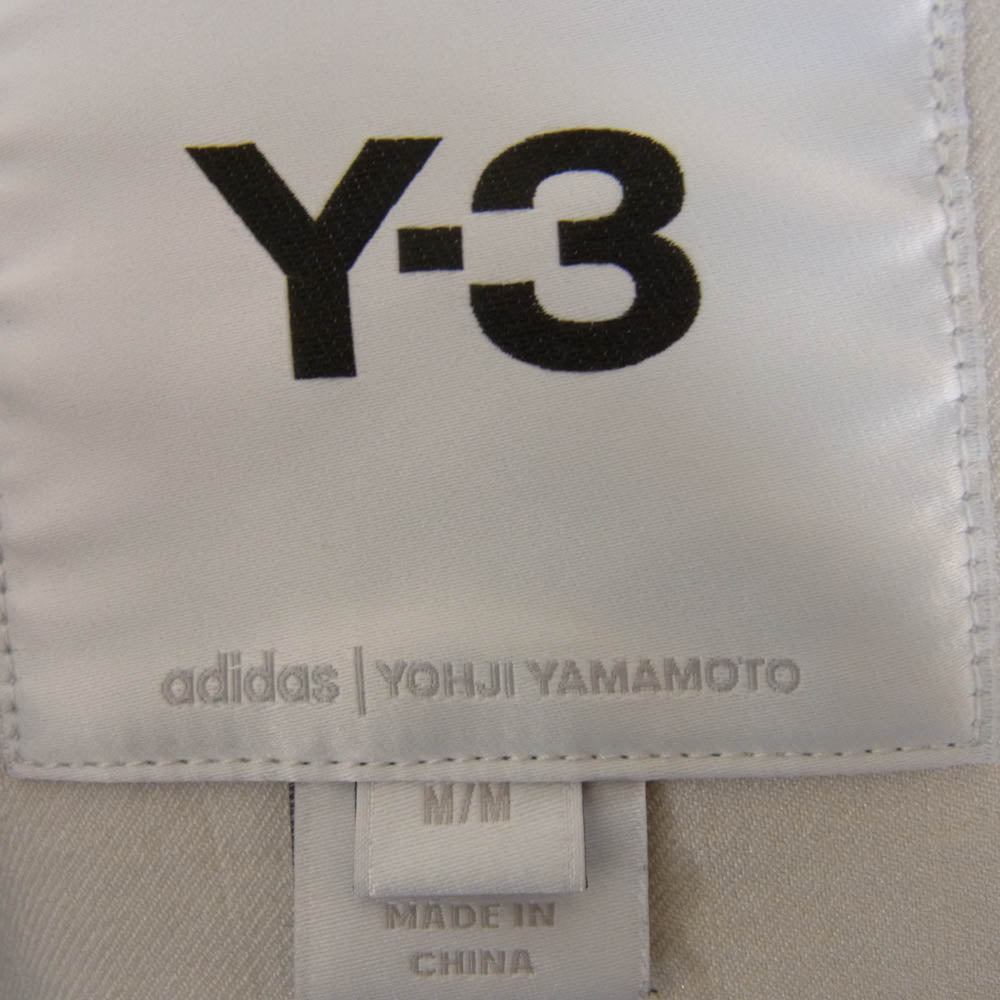 Y-3
adidas | YOHJI YAMAMOTO
M/M
MADE IN
CHINA